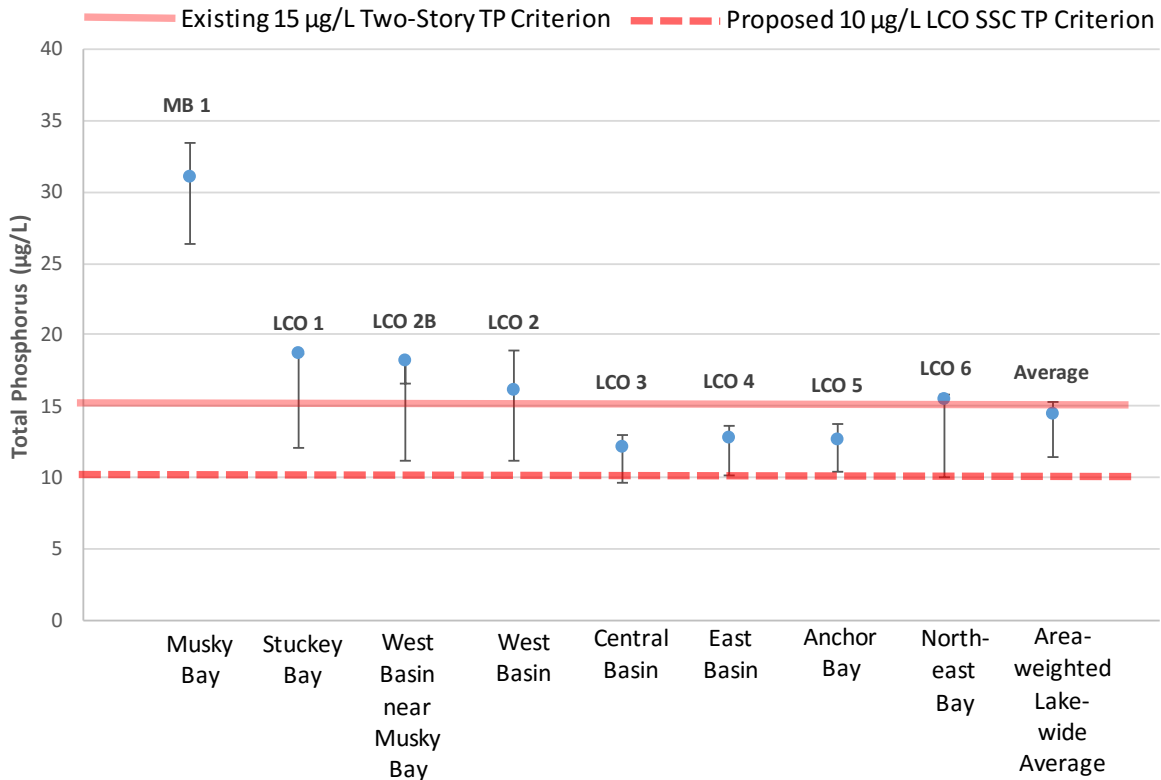 Existing 15 µg/L Two-Story TP Criterion
Proposed 10 µg/L LCO SSC TP Criterion
40
35
30
25
20
15
10
5
0
Total Phosphorus (µg/L)
MB 1
LCO 1
LCO 2B
LCO 2
LCO 3
LCO 4
LCO 5
LCO 6
Average
Musky
Bay
Stuckey
Bay
West
Basin
near
Musky
Bay
West
Basin
Central
Basin
East
Basin
Anchor
Bay
North-
east
Bay
Area-
weighted
Lake-
wide
Average